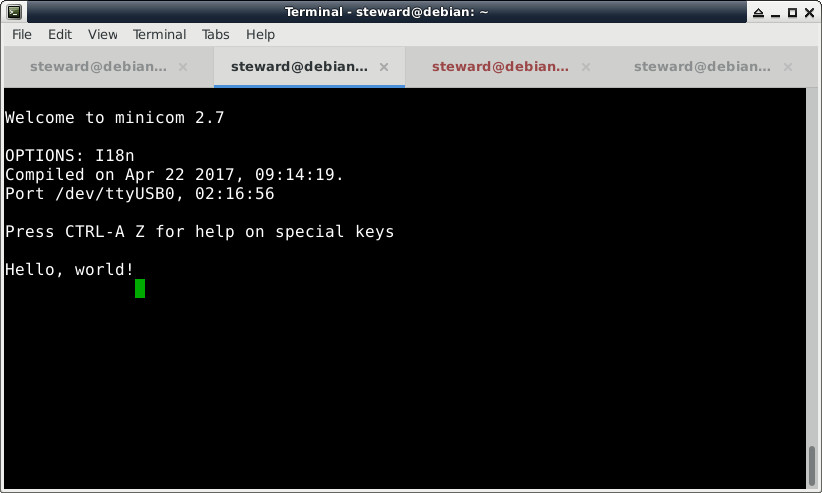 Terminal - steward@debian: ~
File Edit View Terminal Tabs Help
steward@debian... steward@debian... steward@debian... steward@debian...
Welcome to minicom 2.7
OPTIONS: I18n
Compiled on Apr 22 2017, 09:14:19.
Port /dev/ttyUSB0, 02:16:56
Press CTRL-A Z for help on special keys
Hello, world!